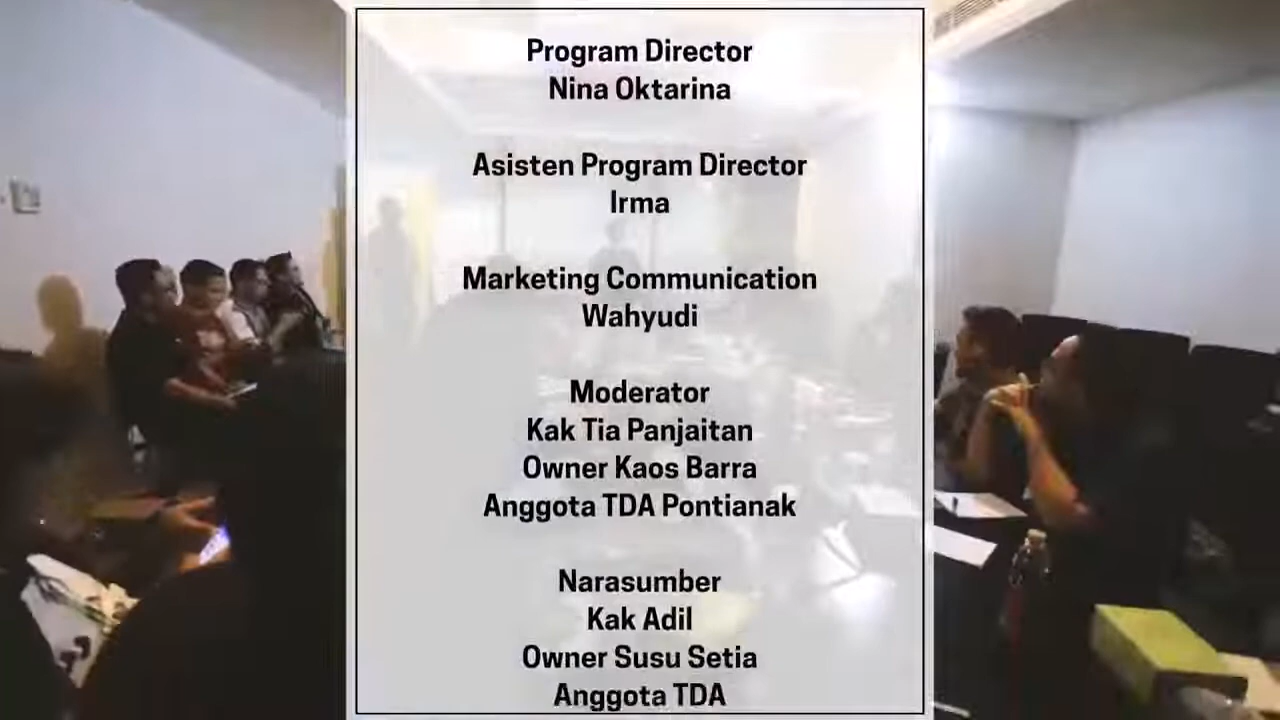 Program Director
Nina Oktarina
Asisten Program Director
Irma
Marketing Communication
Wahyudi
Moderator
Kak Tia Panjaitan
Owner Kaos Barra
Anggota TDA Pontianak
Narasumber
Kak Adil
Owner Susu Setia
Anggota TDA